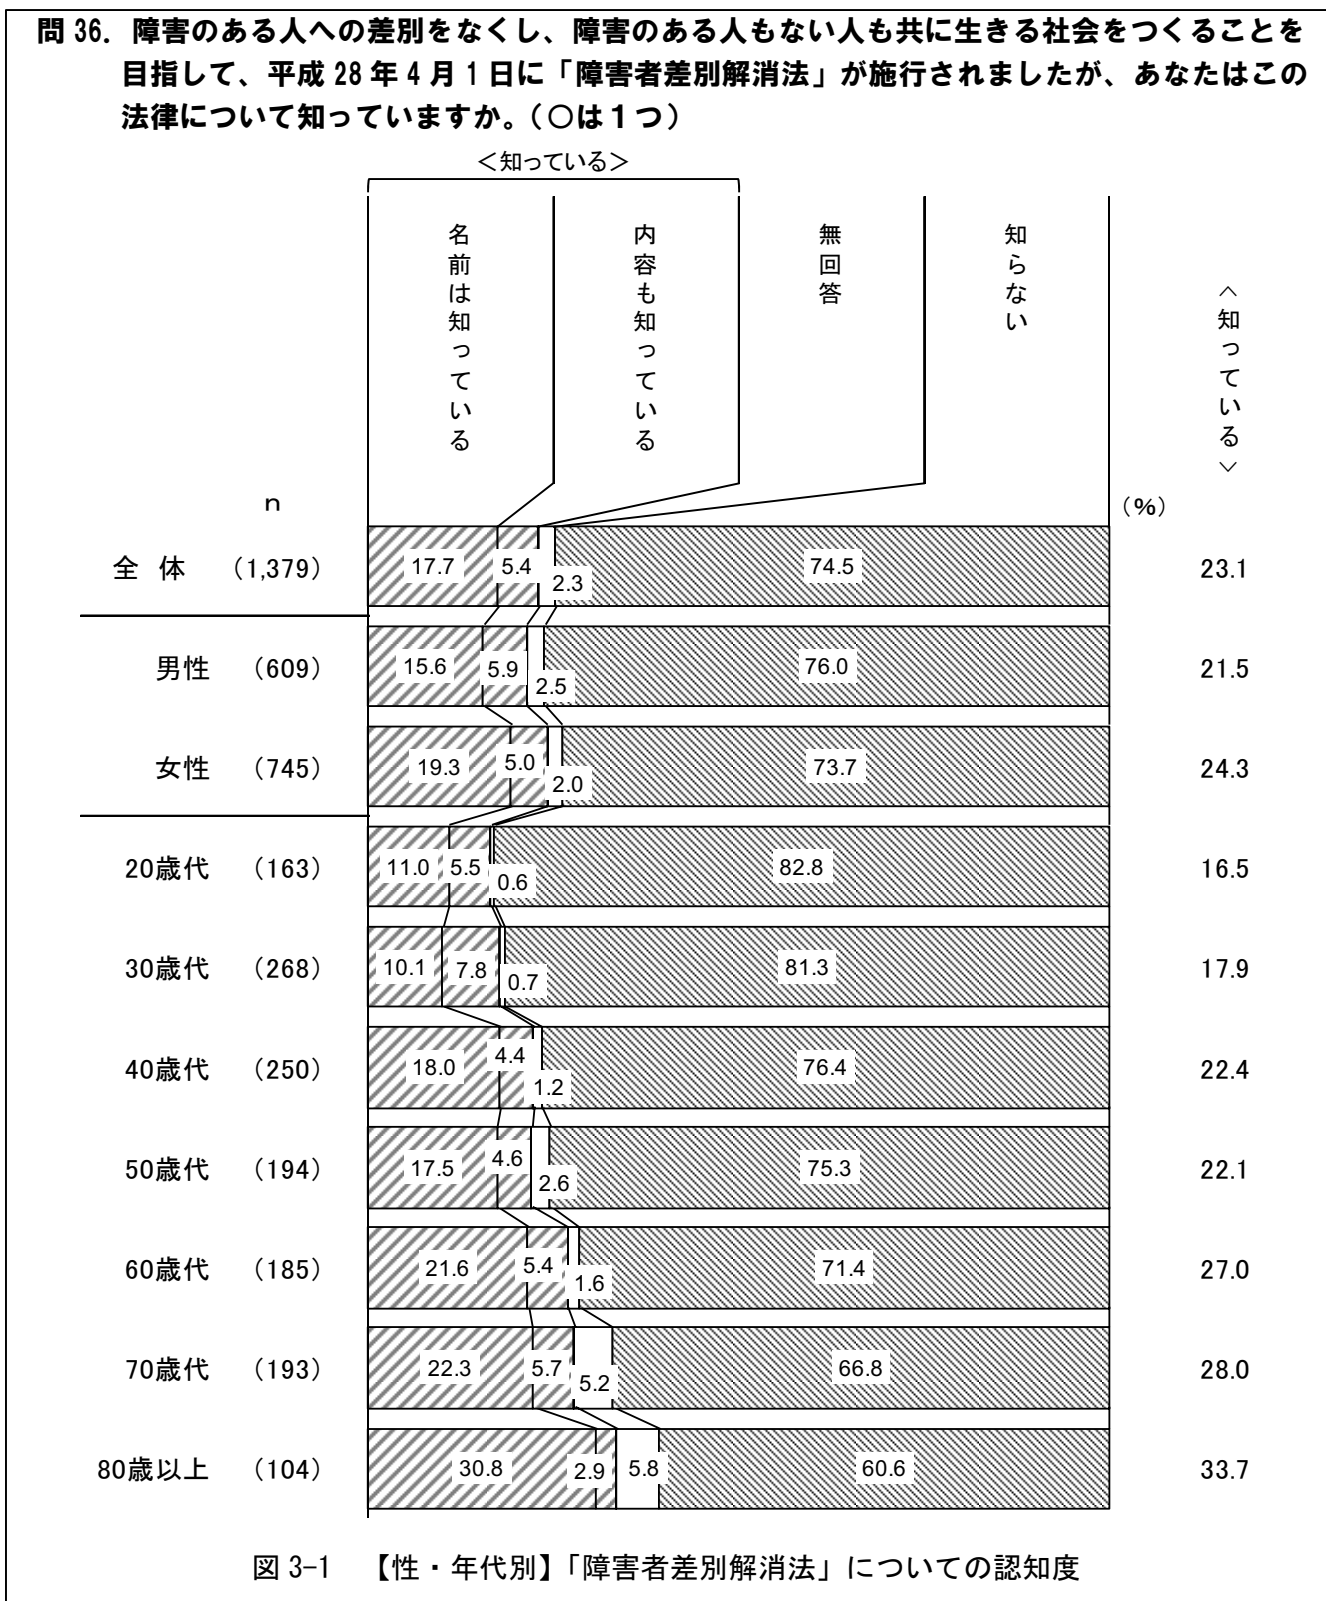 問36. 障害のある人への差別をなくし、障害のある人もない人も共に生きる社会をつくることを
目指して、平成28年4月1日に「障害者差別解消法」が施行されましたが、あなたはこの
法律について知っていますか。(○は1つ)
<知っている>
名前は知っている
内容も知っている
無回答
知らない
<知っている>
n
(%)
全体 (1,379) 17.7 5.4 2.3 74.5 23.1
男性 (609) 15.6 5.9 2.5 76.0 21.5
女性 (745) 19.3 5.0 2.0 73.7 24.3
20歳代 (163) 11.0 5.5 0.6 82.8 16.5
30歳代 (268) 10.1 7.8 0.7 81.3 17.9
40歳代 (250) 18.0 4.4 1.2 76.4 22.4
50歳代 (194) 17.5 4.6 2.6 75.3 22.1
60歳代 (185) 21.6 5.4 1.6 71.4 27.0
70歳代 (193) 22.3 5.7 5.2 66.8 28.0
80歳以上 (104) 30.8 2.9 5.8 60.6 33.7
図3-1 【性・年代別】「障害者差別解消法」についての認知度